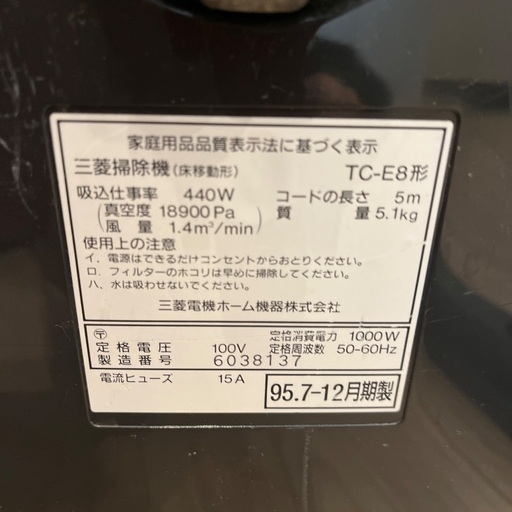 家庭用品品質表示法に基づく表示
三菱掃除機(床移動形) TC-E8形
吸込仕事率 440W コードの長さ 5m
(真空度 18900Pa 質量 5.1kg
風量 1.4m³/min)
使用上の注意
イ、電源はできるだけコンセントからおとりください。
ロ、フィルターのホコリは早めに掃除してください。
ハ、水は吸わせないでください。
三菱電機ホーム機器株式会社
〒 定格消費電力 1000W
定格電圧 100V 定格周波数 50-60Hz
製造番号 6038137
電流ヒューズ 15A 95.7-12月期製